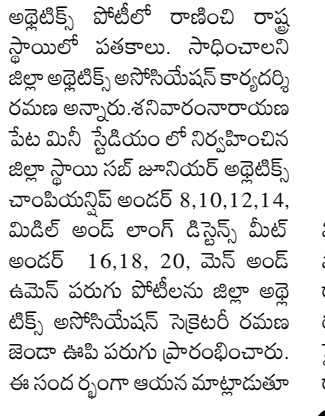 అథ్లెటిక్స్ పోటీలో రాణించి రాష్ట్ర
స్థాయిలో పతకాలు. సాధించాలని
జిల్లా అథ్లెటిక్స్ అసోసియేషన్ కార్యదర్శి
రమణ అన్నారు.శనివారంనారాయణ
పేట మినీ స్టేడియం లో నిర్వహించిన
జిల్లా స్థాయి సబ్ జూనియర్ అథ్లెటిక్స్
చాంపియన్షిప్ అండర్ 8,10,12,14,
మిడిల్ అండ్ లాంగ్ డిస్టెన్స్ మీట్
అండర్ 16,18, 20, మెన్ అండ్
ఉమెన్ పరుగు పోటీలను జిల్లా అథ్లె
టిక్స్ అసోసియేషన్ సెక్రెటరీ రమణ
జెండా ఊపి పరుగు ప్రారంభించారు.
ఈ సంద ర్భంగా ఆయన మాట్లాడుతూ